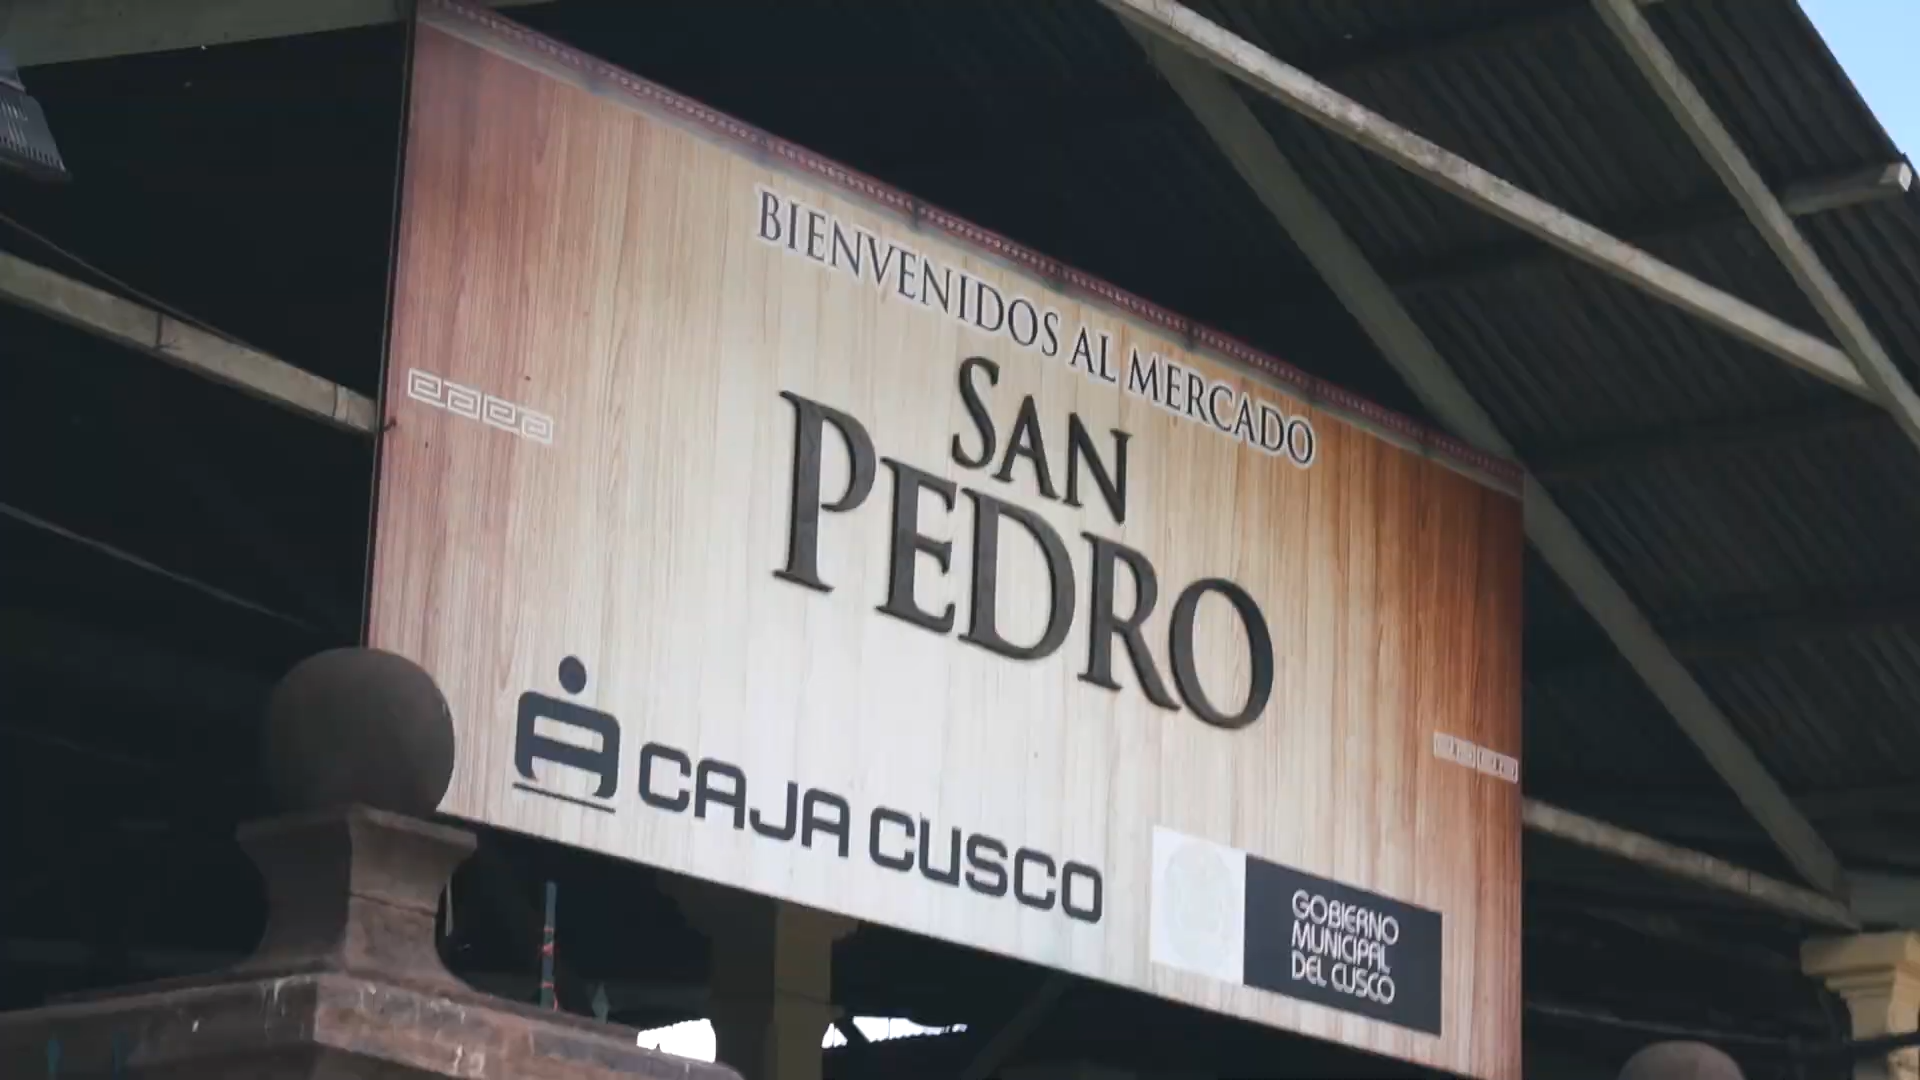 BIENVENIDOS AL MERCADO
SAN
PEDRO
CAJA CUSCO
GOBIERNO
MUNICIPAL
DEL CUSCO